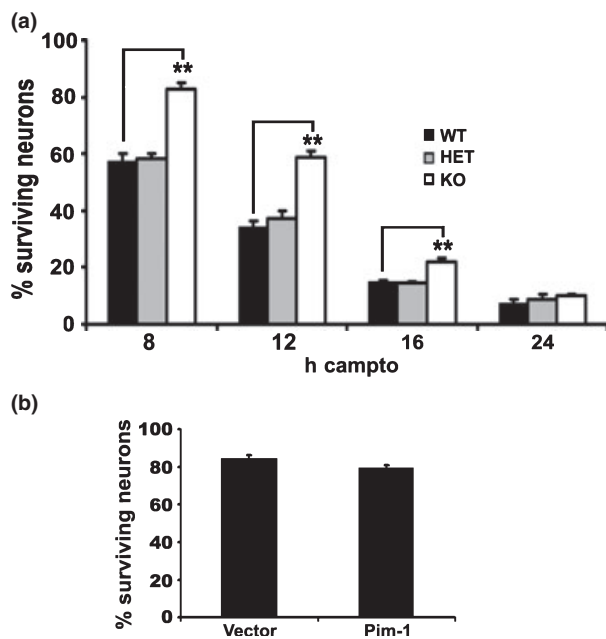 (a)
% surviving neurons
100
80
60
40
20
0
** ** **
WT
HET
KO
8 12 16 24
h campto
(b)
% surviving neurons
100
80
60
40
20
0
Vector Pim-1